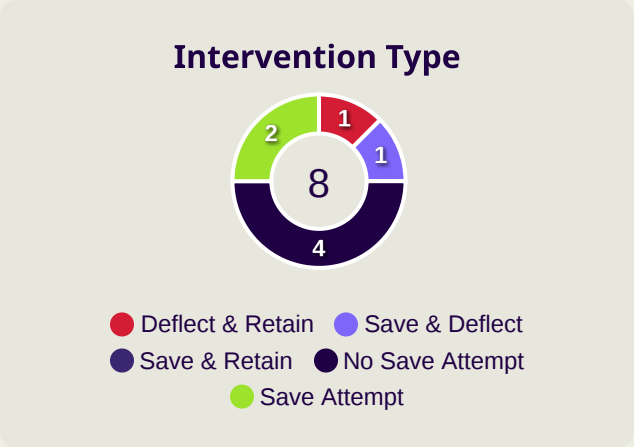 Intervention Type
2 1
1
8
4
Deflect & Retain Save & Deflect
Save & Retain No Save Attempt
Save Attempt